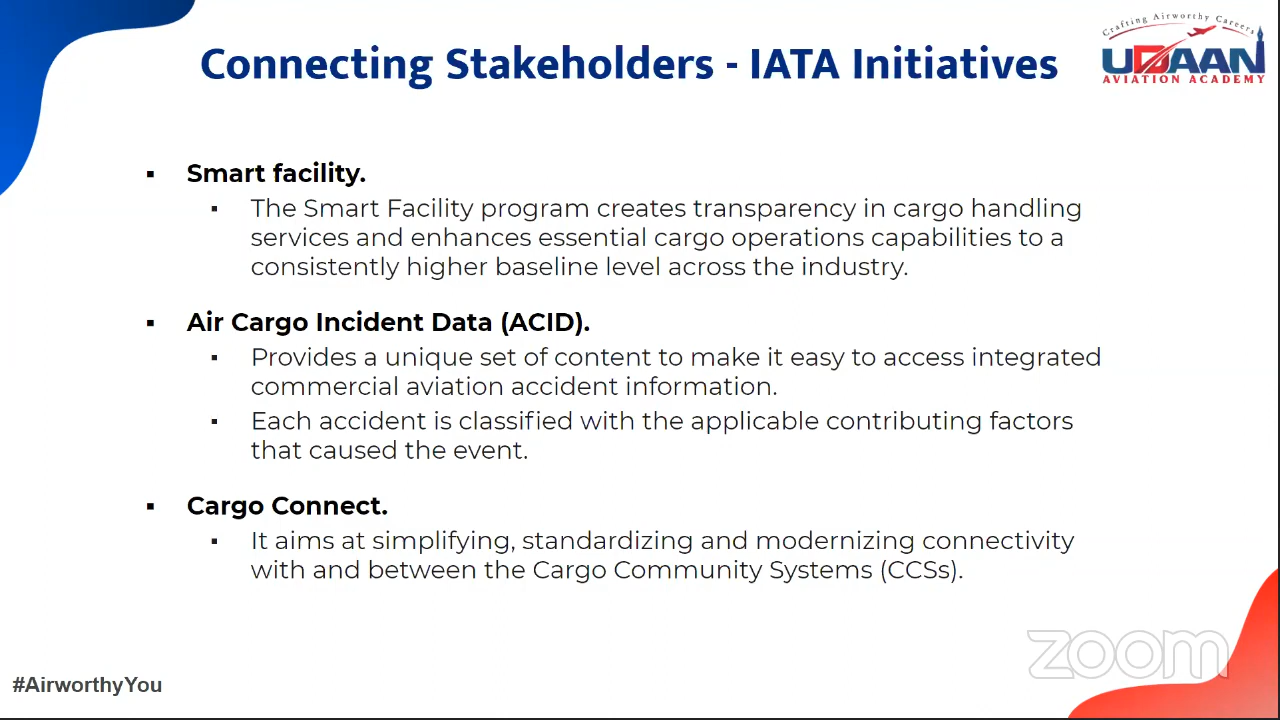 Crafting Airworthy Careers
UDAAN
AVIATION ACADEMY
Connecting Stakeholders - IATA Initiatives
▪ Smart facility.
▪ The Smart Facility program creates transparency in cargo handling
services and enhances essential cargo operations capabilities to a
consistently higher baseline level across the industry.
▪ Air Cargo Incident Data (ACID).
▪ Provides a unique set of content to make it easy to access integrated
commercial aviation accident information.
▪ Each accident is classified with the applicable contributing factors
that caused the event.
▪ Cargo Connect.
▪ It aims at simplifying, standardizing and modernizing connectivity
with and between the Cargo Community Systems (CCSs).
zoom
#AirworthyYou